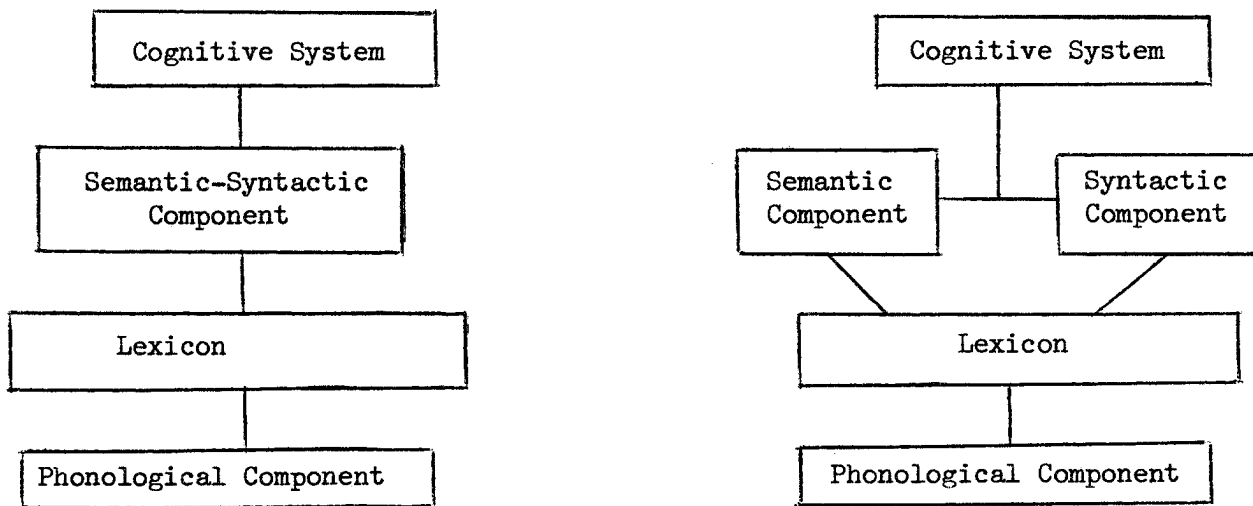 Cognitive System
Semantic-Syntactic
Component
Lexicon
Phonological Component
Cognitive System
Semantic
Component
Syntactic
Component
Lexicon
Phonological Component